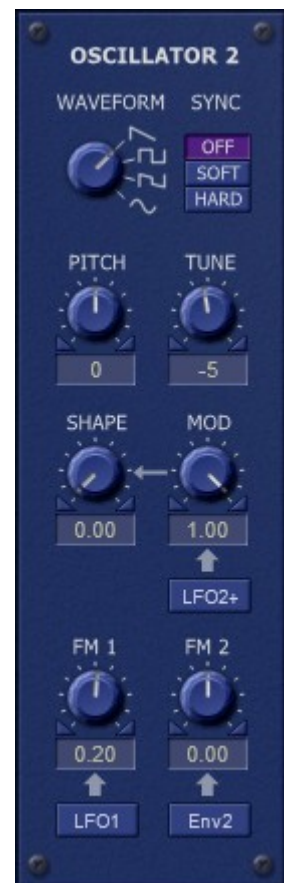 OSCILLATOR 2
WAVEFORM SYNC
OFF
SOFT
HARD
PITCH TUNE
0 -5
SHAPE MOD
0.00 1.00
LFO2+
FM 1 FM 2
0.20 0.00
LFO1 Env2